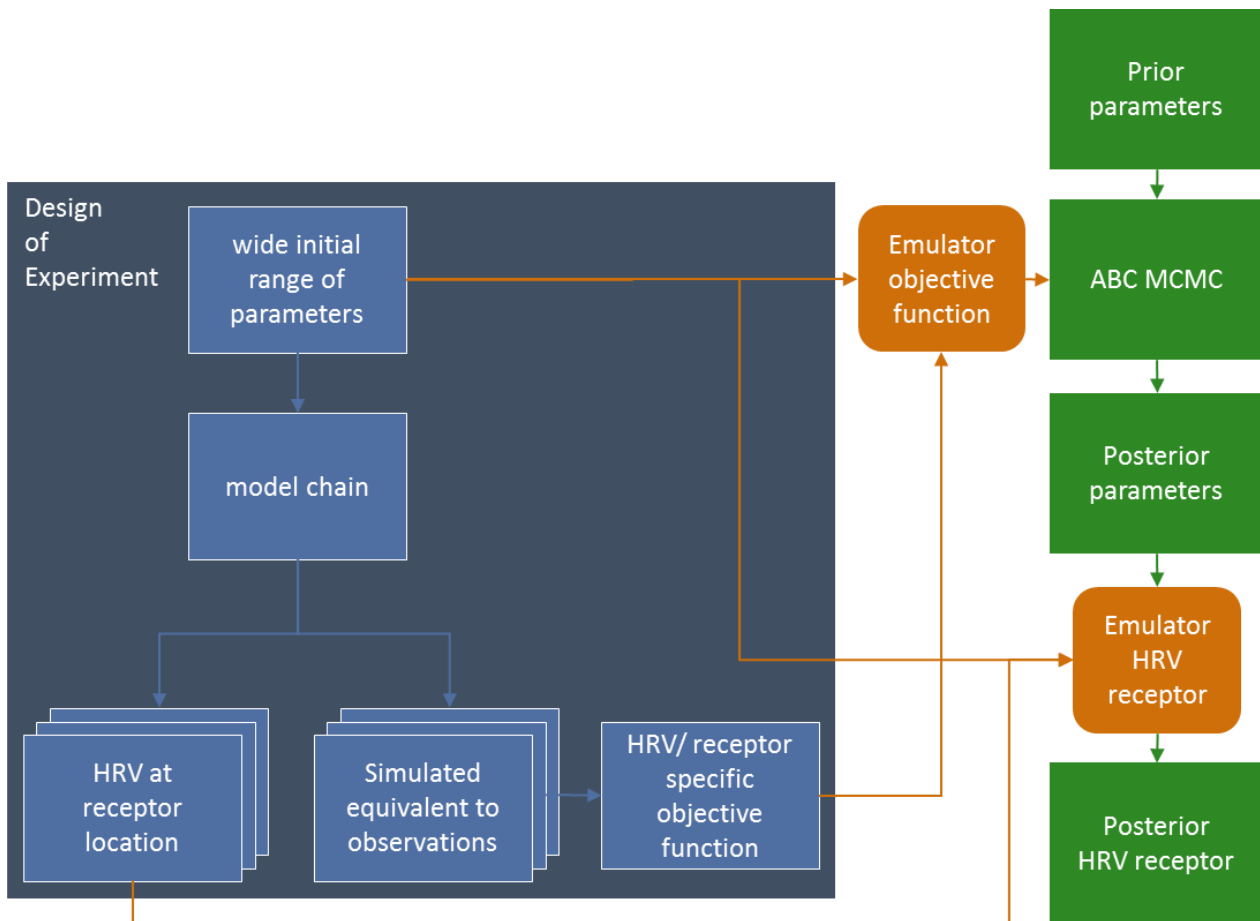 Prior
parameters
Design
of
Experiment
wide initial
range of
parameters
Emulator
objective
function
ABC MCMC
model chain
Posterior
parameters
Emulator
HRV
receptor
HRV at
receptor
location
Simulated
equivalent to
observations
HRV/ receptor
specific
objective
function
Posterior
HRV receptor